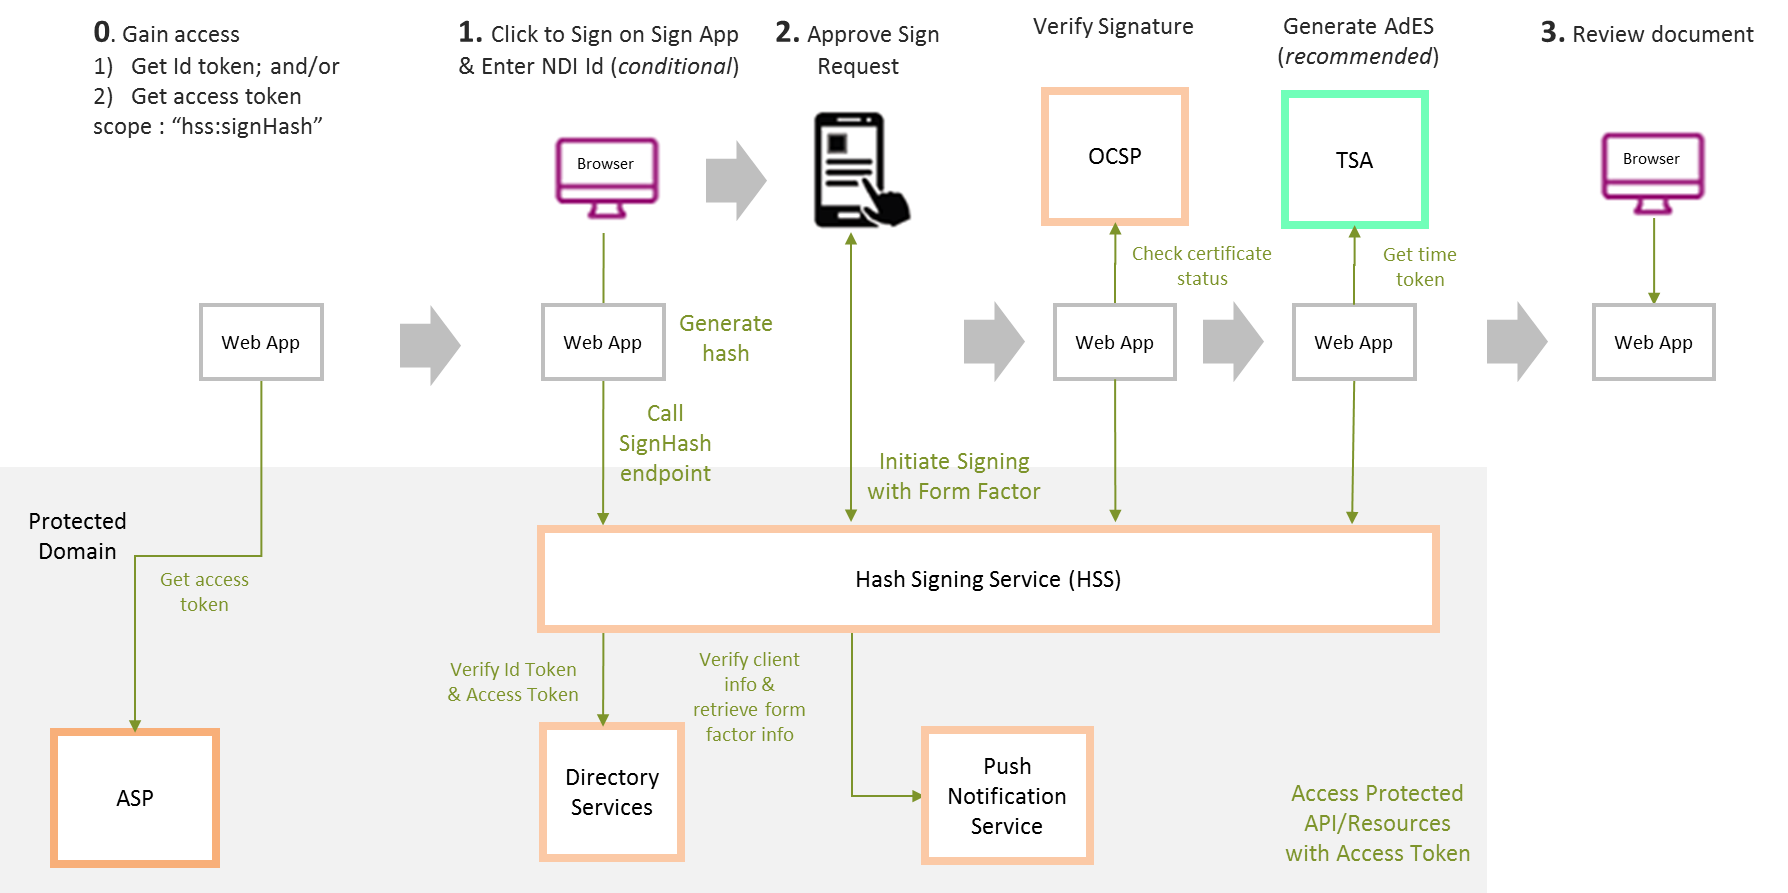 0. Gain access
1) Get Id token; and/or
2) Get access token
scope : “hss:signHash”
1. Click to Sign on Sign App
& Enter NDI Id (conditional)
2. Approve Sign
Request
Verify Signature
Generate AdES
(recommended)
3. Review document
Browser
OCSP
TSA
Browser
Check certificate
status
Get time
token
Web App
Web App
Generate
hash
Web App
Web App
Web App
Call
SignHash
endpoint
Initiate Signing
with Form Factor
Protected
Domain
Get access
token
Hash Signing Service (HSS)
Verify Id Token
& Access Token
Verify client
info &
retrieve form
factor info
ASP
Directory
Services
Push
Notification
Service
Access Protected
API/Resources
with Access Token